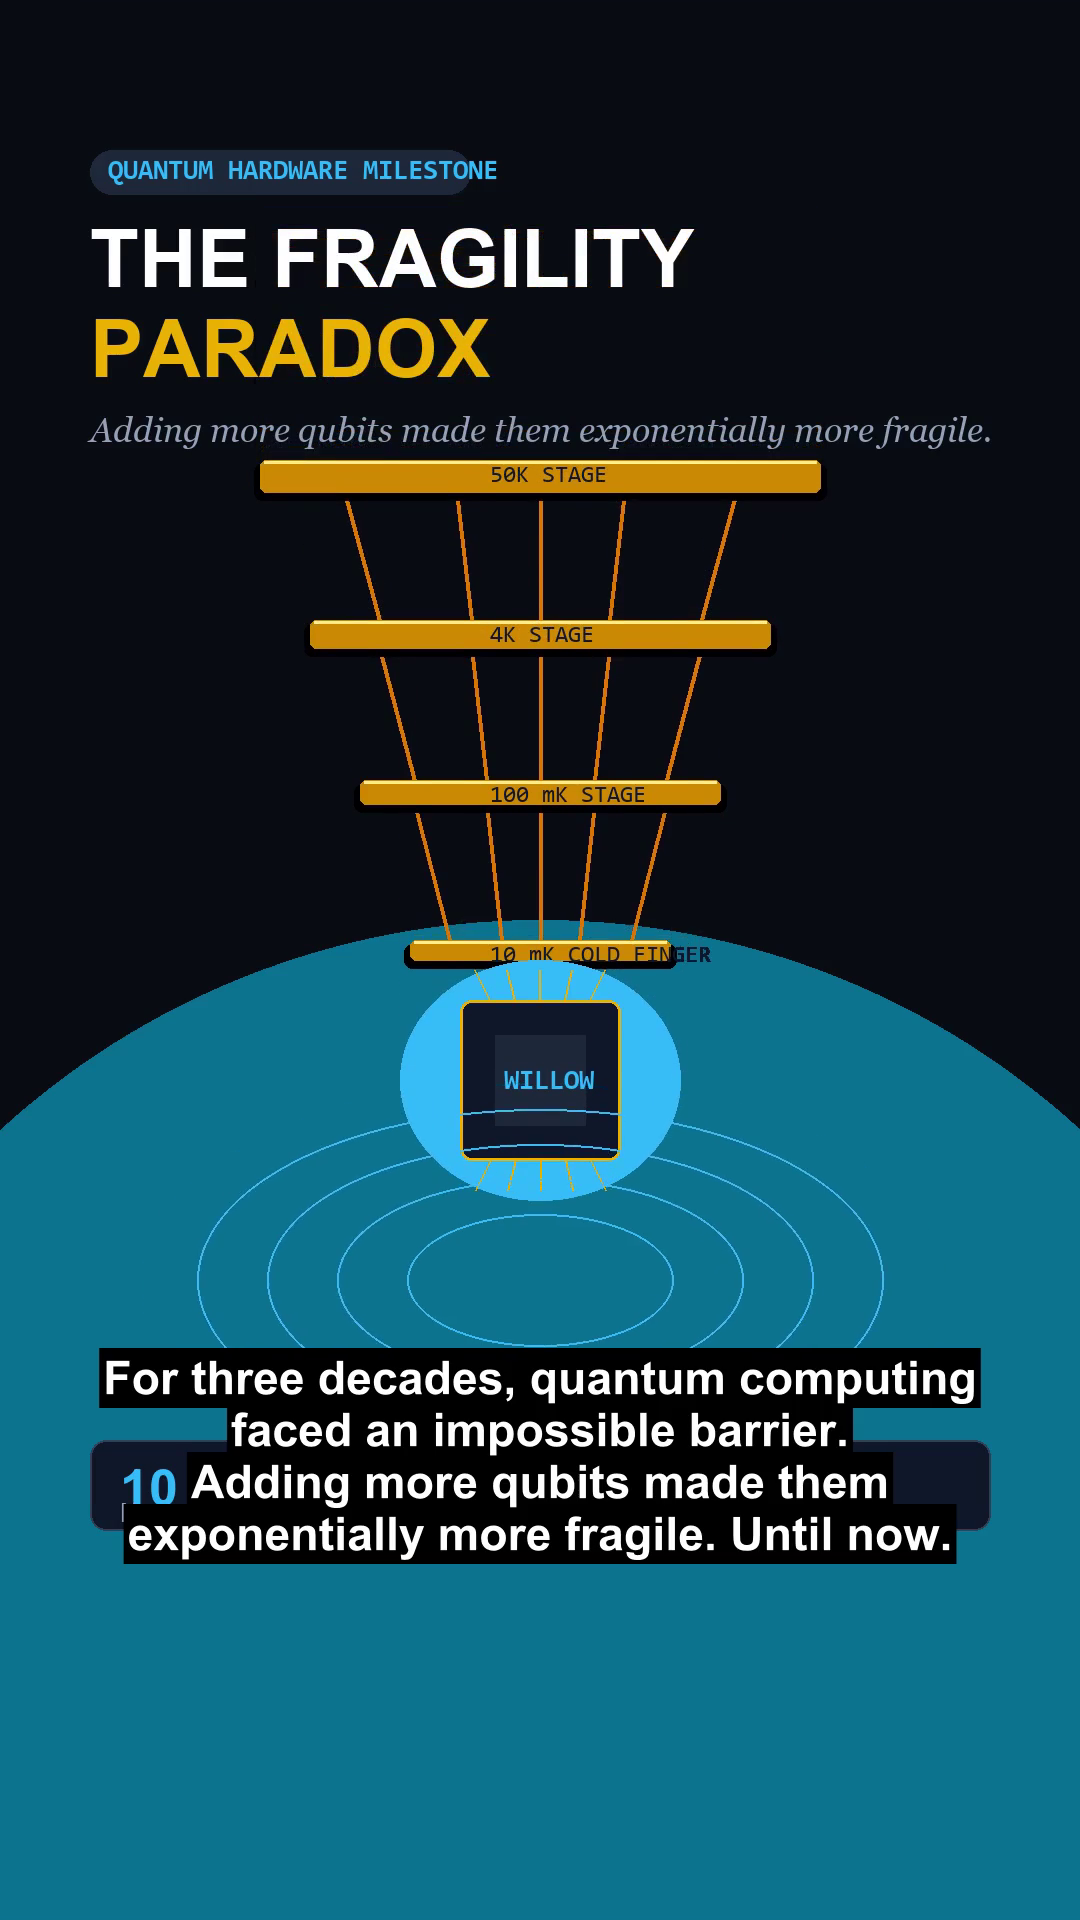 QUANTUM HARDWARE MILESTONE
THE FRAGILITY
PARADOX
Adding more qubits made them exponentially more fragile.
50K STAGE
4K STAGE
100 mK STAGE
10 mK COLD FINGER
WILLOW
For three decades, quantum computing
faced an impossible barrier.
10
Adding more qubits made them
exponentially more fragile. Until now.